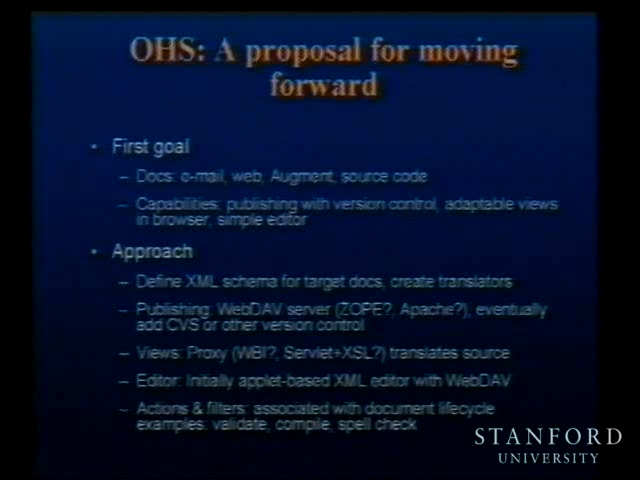 OHS: A proposal for moving
forward
• First goal
– Docs: e-mail, web, Augment, source code
– Capabilities: publishing with version control, adaptable views
in browser, simple editor
• Approach
– Define XML schema for target docs, create translators
– Publishing: WebDAV server (ZOPE?, Apache?), eventually
add CVS or other version control
– Views: Proxy (WBI?, Servlet+XSL?) translates source
– Editor: Initially applet-based XML editor with WebDAV
– Actions & filters: associated with document lifecycle
examples: validate, compile, spell check
STANFORD
UNIVERSITY